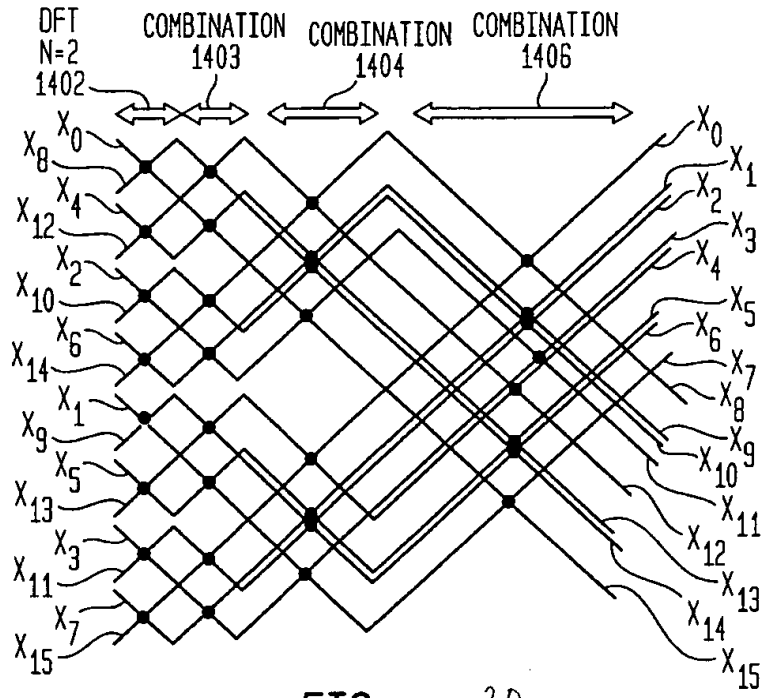 DFT
N=2
1402
COMBINATION
1403
COMBINATION
1404
COMBINATION
1406
X0
X8
X4
X12
X2
X10
X6
X14
X1
X9
X5
X13
X3
X11
X7
X15
X0
X1
X2
X3
X4
X5
X6
X7
X8
X9
X10
X11
X12
X13
X14
X15